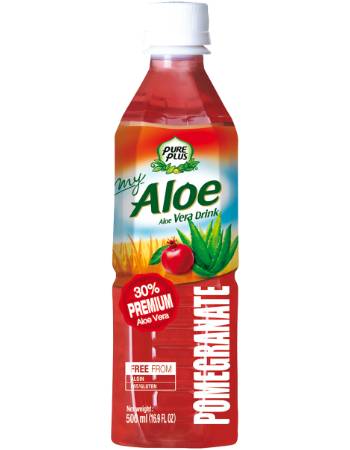 PURE
PLUS
my
Aloe
Aloe Vera Drink
30%
PREMIUM
Aloe Vera
POMEGRANATE
FREE FROM
ALOIN
Net weight:
500 ml (16.9 FL OZ)